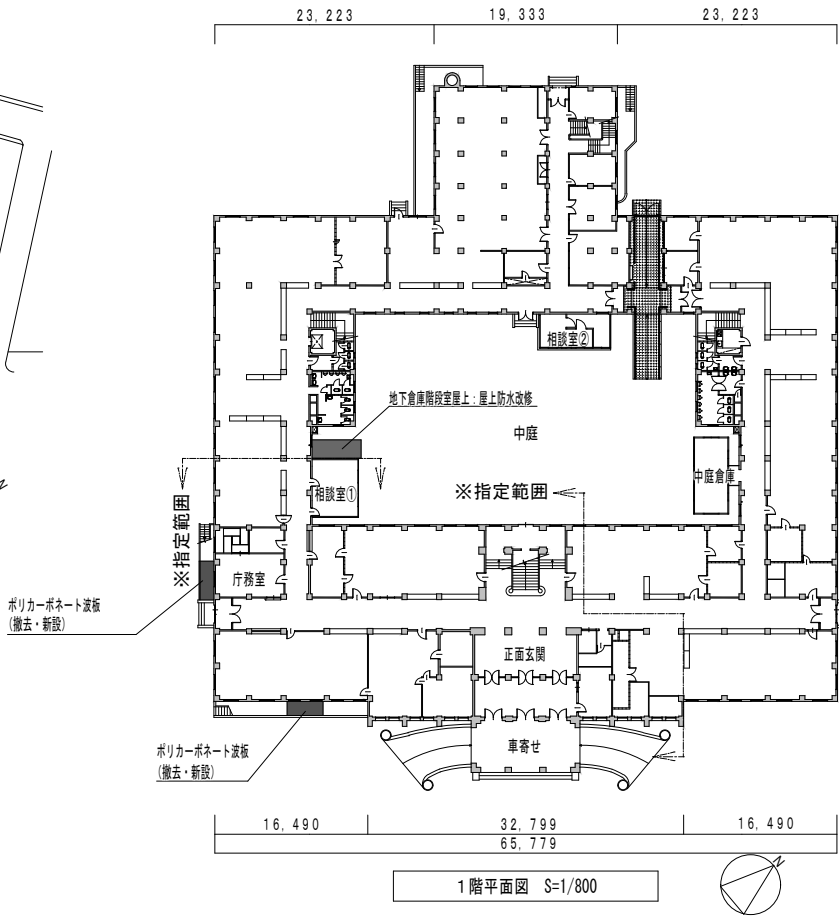 23,223
19,333
23,223
相談室②
地下倉庫階段室屋上：屋上防水改修
中庭
相談室①
※指定範囲
中庭倉庫
※指定範囲
庁務室
ポリカーボネート波板
(撤去・新設)
正面玄関
車寄せ
ポリカーボネート波板
(撤去・新設)
16,490
32,799
16,490
65,779
1階平面図 S=1/800
N